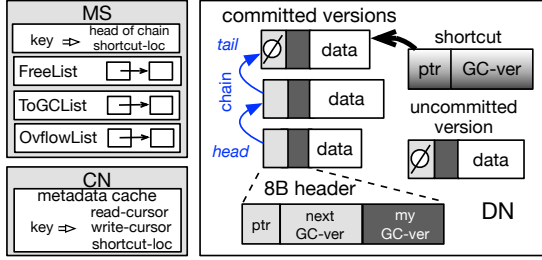 MS
key ⇨ head of chain
shortcut-loc
FreeList
ToGCList
OvflowList
CN
metadata cache
read-cursor
key ⇨ write-cursor
shortcut-loc
committed versions
tail
chain
head
∅
data
data
data
8B header
ptr
next
GC-ver
my
GC-ver
shortcut
ptr
GC-ver
uncommitted
version
∅
data
DN